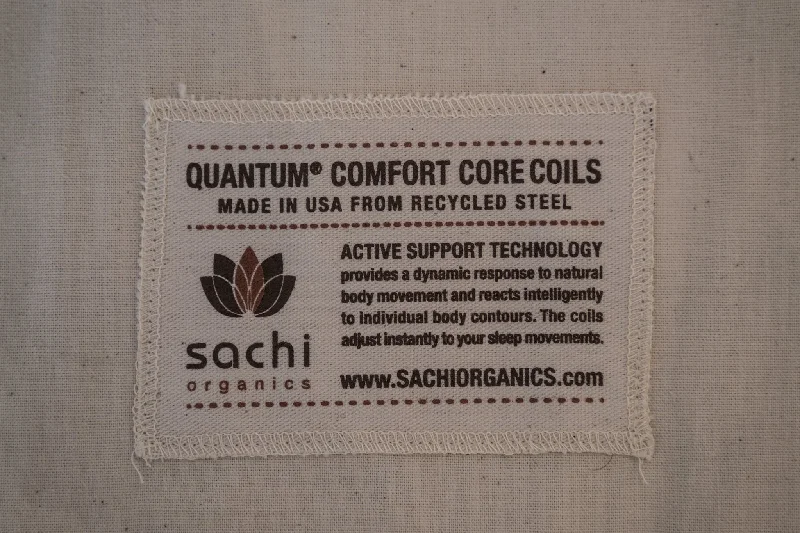 QUANTUM® COMFORT CORE COILS
MADE IN USA FROM RECYCLED STEEL
ACTIVE SUPPORT TECHNOLOGY
provides a dynamic response to natural
body movement and reacts intelligently
to individual body contours. The coils
adjust instantly to your sleep movements.
www.SACHIORGANICS.com
sachi
organics